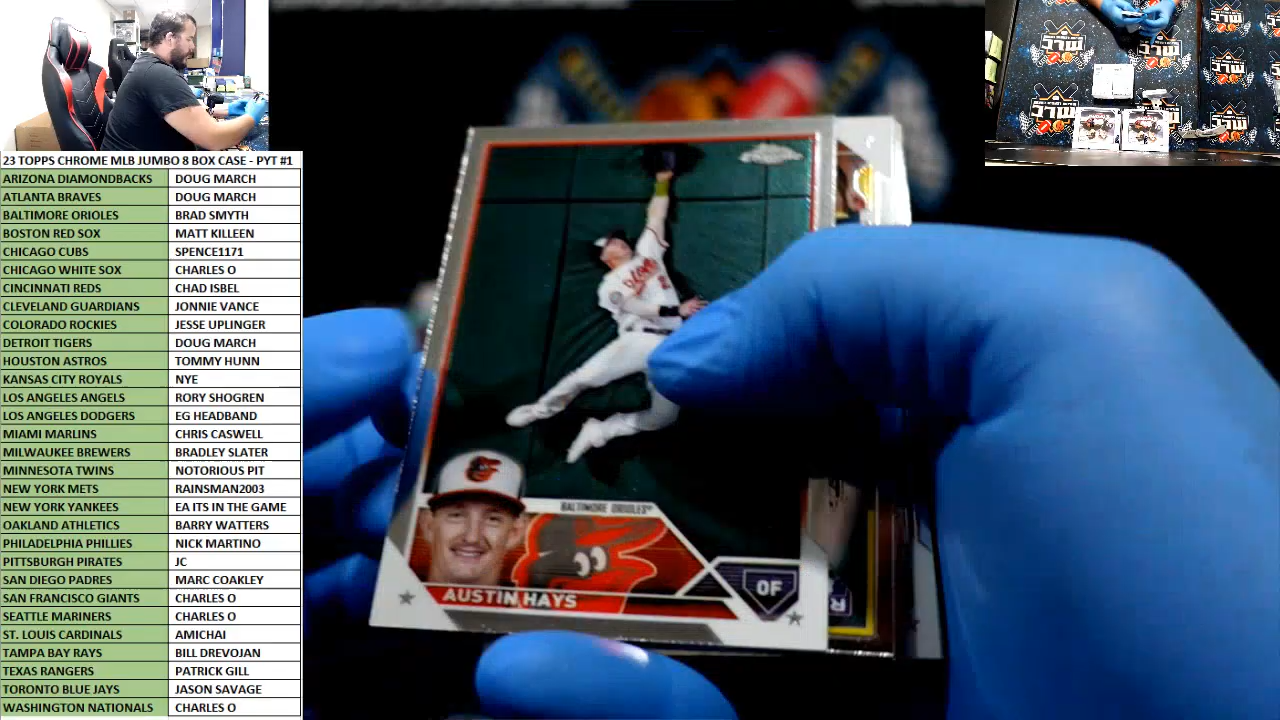 23 TOPPS CHROME MLB JUMBO 8 BOX CASE - PYT #1
ARIZONA DIAMONDBACKS DOUG MARCH
ATLANTA BRAVES DOUG MARCH
BALTIMORE ORIOLES BRAD SMYTH
BOSTON RED SOX MATT KILLEEN
CHICAGO CUBS SPENCE1171
CHICAGO WHITE SOX CHARLES O
CINCINNATI REDS CHAD ISBEL
CLEVELAND GUARDIANS JONNIE VANCE
COLORADO ROCKIES JESSE UPLINGER
DETROIT TIGERS DOUG MARCH
HOUSTON ASTROS TOMMY HUNN
KANSAS CITY ROYALS NYE
LOS ANGELES ANGELS RORY SHOGREN
LOS ANGELES DODGERS EG HEADBAND
MIAMI MARLINS CHRIS CASWELL
MILWAUKEE BREWERS BRADLEY SLATER
MINNESOTA TWINS NOTORIOUS PIT
NEW YORK METS RAINSMAN2003
NEW YORK YANKEES EA ITS IN THE GAME
OAKLAND ATHLETICS BARRY WATTERS
PHILADELPHIA PHILLIES NICK MARTINO
PITTSBURGH PIRATES JC
SAN DIEGO PADRES MARC COAKLEY
SAN FRANCISCO GIANTS CHARLES O
SEATTLE MARINERS CHARLES O
ST. LOUIS CARDINALS AMICHAI
TAMPA BAY RAYS BILL DREVOJAN
TEXAS RANGERS PATRICK GILL
TORONTO BLUE JAYS JASON SAVAGE
WASHINGTON NATIONALS CHARLES O
BALTIMORE ORIOLES
AUSTIN HAYS
OF